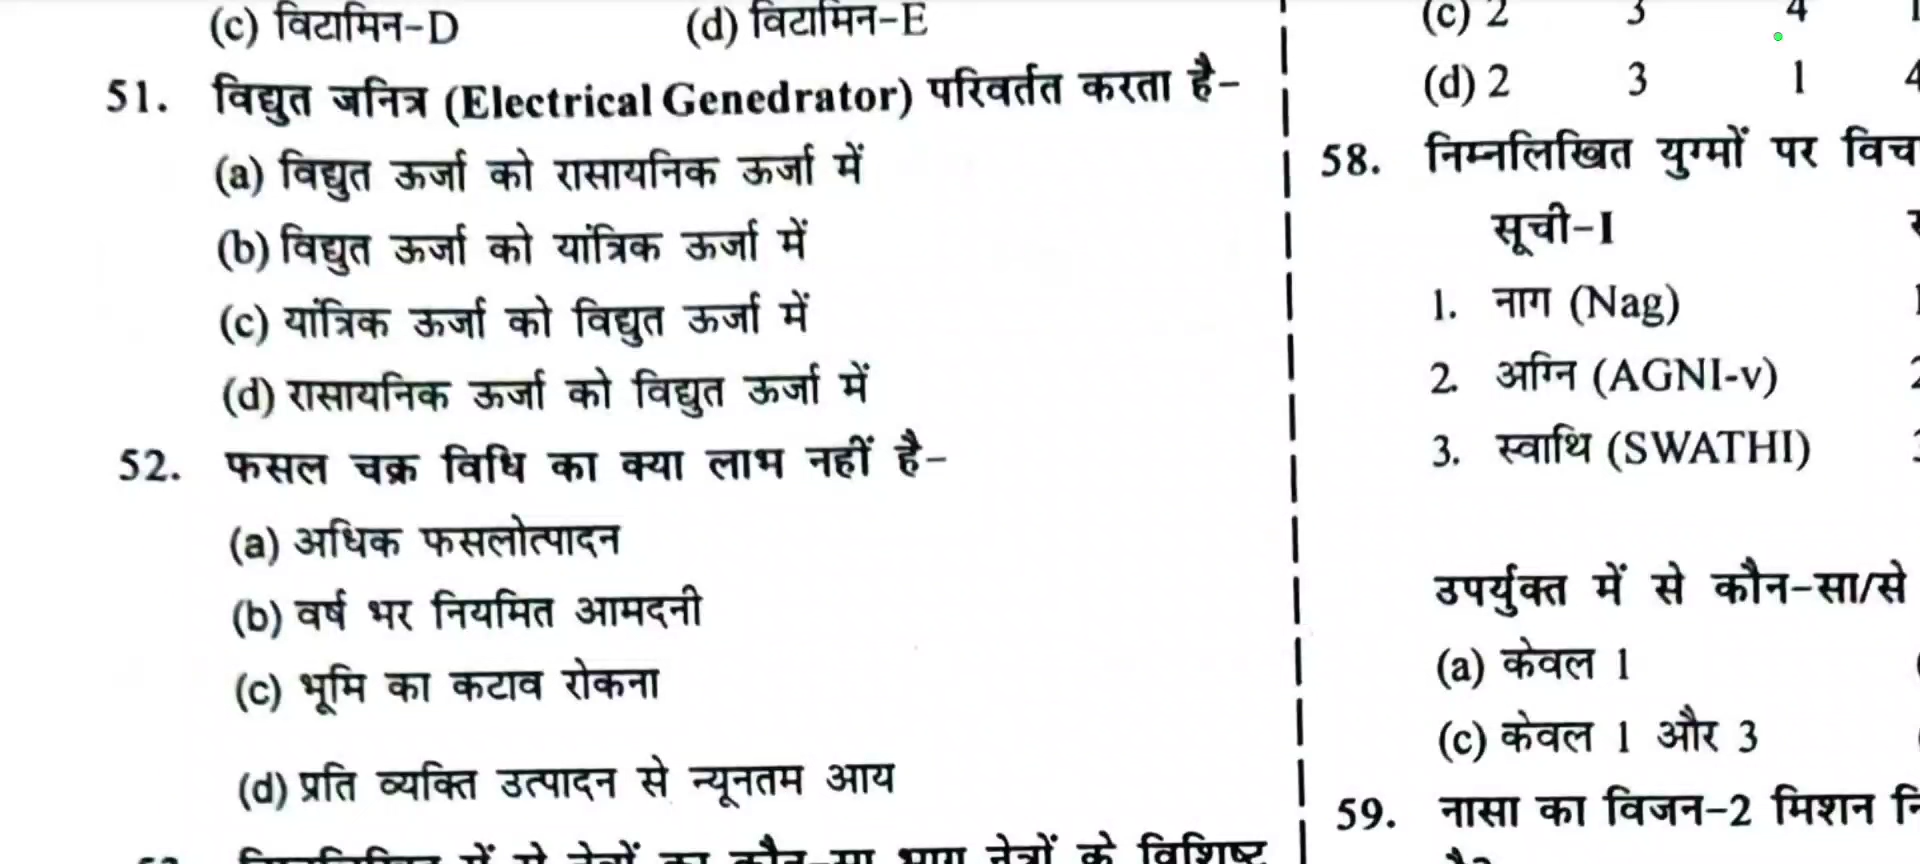 (c) विटामिन-D (d) विटामिन-E
51. विद्युत जनित्र (Electrical Genedrator) परिवर्तत करता है-
(a) विद्युत ऊर्जा को रासायनिक ऊर्जा में
(b) विद्युत ऊर्जा को यांत्रिक ऊर्जा में
(c) यांत्रिक ऊर्जा को विद्युत ऊर्जा में
(d) रासायनिक ऊर्जा को विद्युत ऊर्जा में
52. फसल चक्र विधि का क्या लाभ नहीं है-
(a) अधिक फसलोत्पादन
(b) वर्ष भर नियमित आमदनी
(c) भूमि का कटाव रोकना
(d) प्रति व्यक्ति उत्पादन से न्यूनतम आय
(c) 2 3 4
(d) 2 3 1 4
58. निम्नलिखित युग्मों पर विच
सूची-I
1. नाग (Nag)
2. अग्नि (AGNI-v)
3. स्वाथि (SWATHI)
उपर्युक्त में से कौन-सा/से
(a) केवल 1
(c) केवल 1 और 3
59. नासा का विजन-2 मिशन